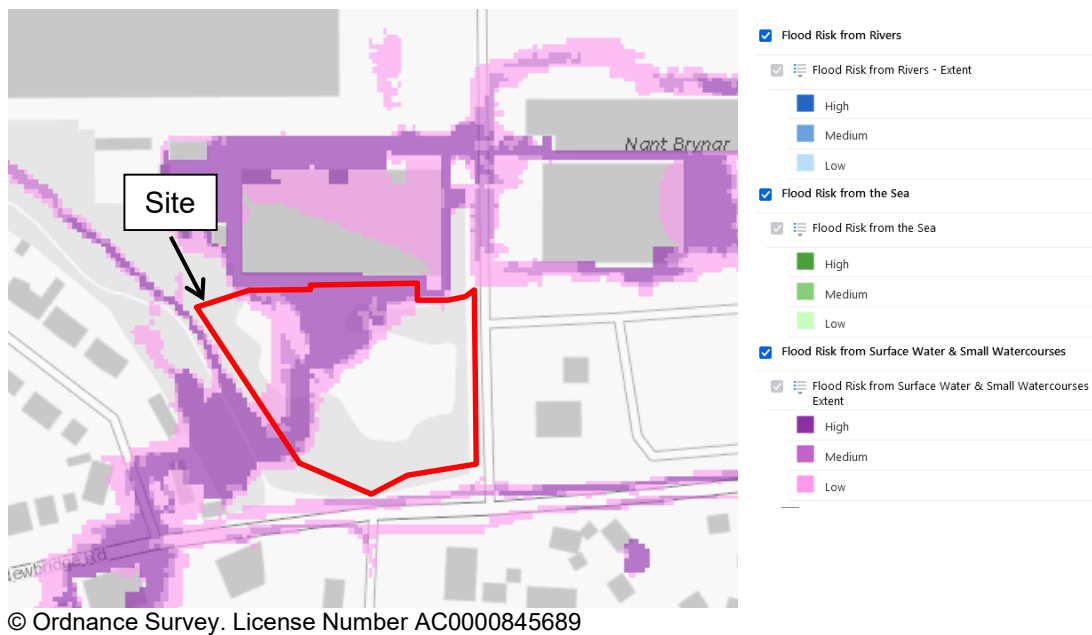 Nant Brynar
Site
Newbridge Rd
© Ordnance Survey. License Number AC0000845689
Flood Risk from Rivers
Flood Risk from Rivers - Extent
High
Medium
Low
Flood Risk from the Sea
Flood Risk from the Sea
High
Medium
Low
Flood Risk from Surface Water & Small Watercourses
Flood Risk from Surface Water & Small Watercourses
Extent
High
Medium
Low